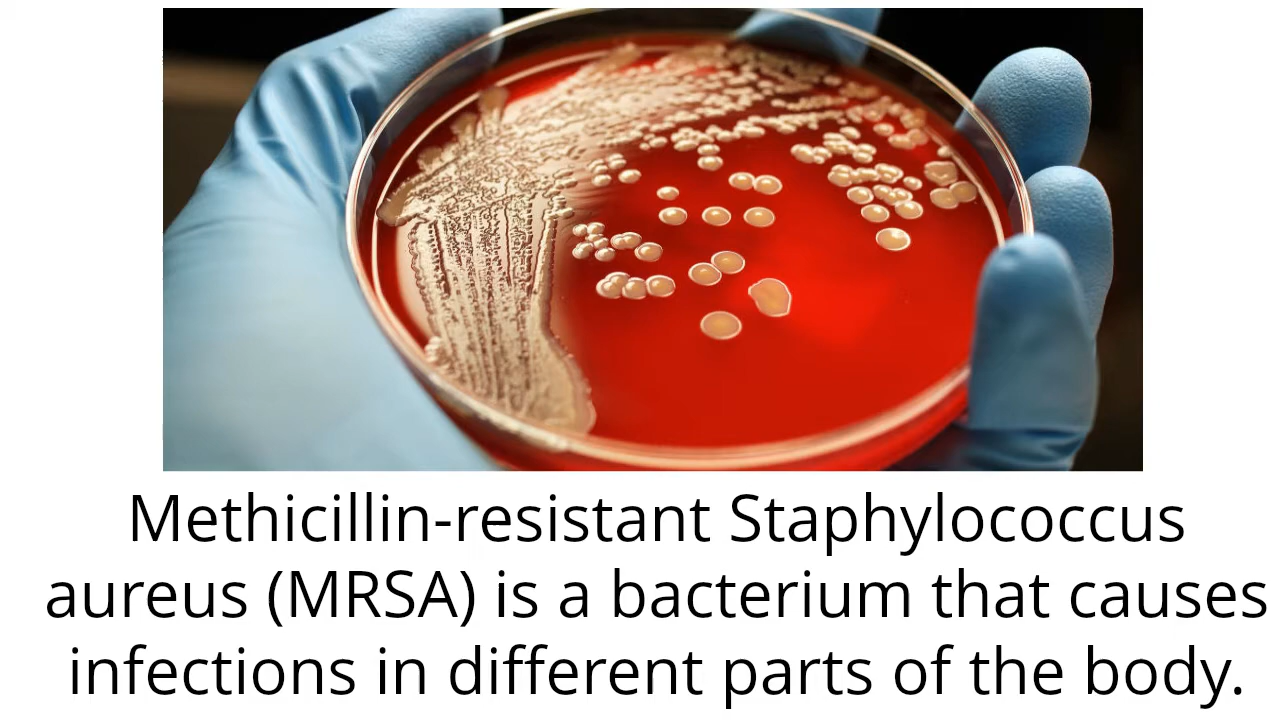 Methicillin-resistant Staphylococcus
aureus (MRSA) is a bacterium that causes
infections in different parts of the body.